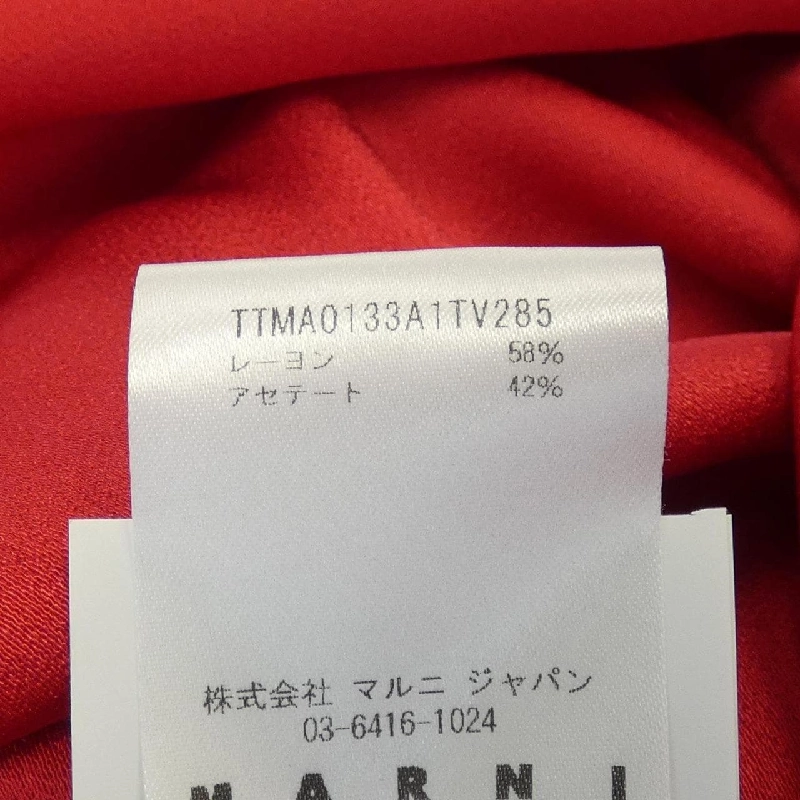 TTMA0133A1TV285
レーヨン 58%
アセテート 42%
株式会社 マルニ ジャパン
03-6416-1024
MARNI